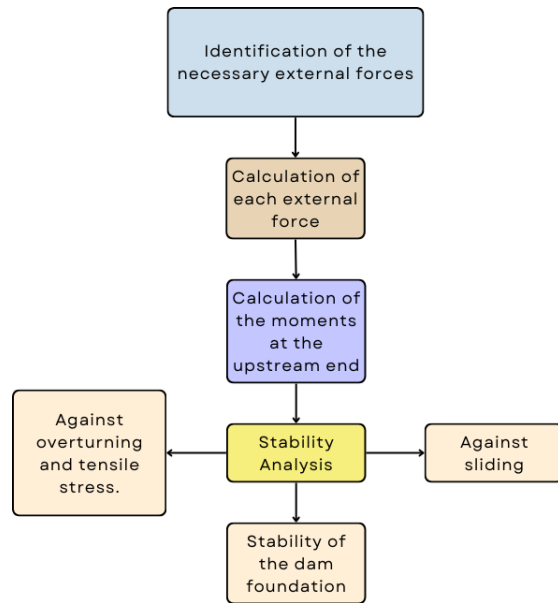 Identification of the
necessary external forces
Calculation of
each external
force
Calculation of
the moments
at the
upstream end
Against
overturning
and tensile
stress.
Stability
Analysis
Against
sliding
Stability of
the dam
foundation